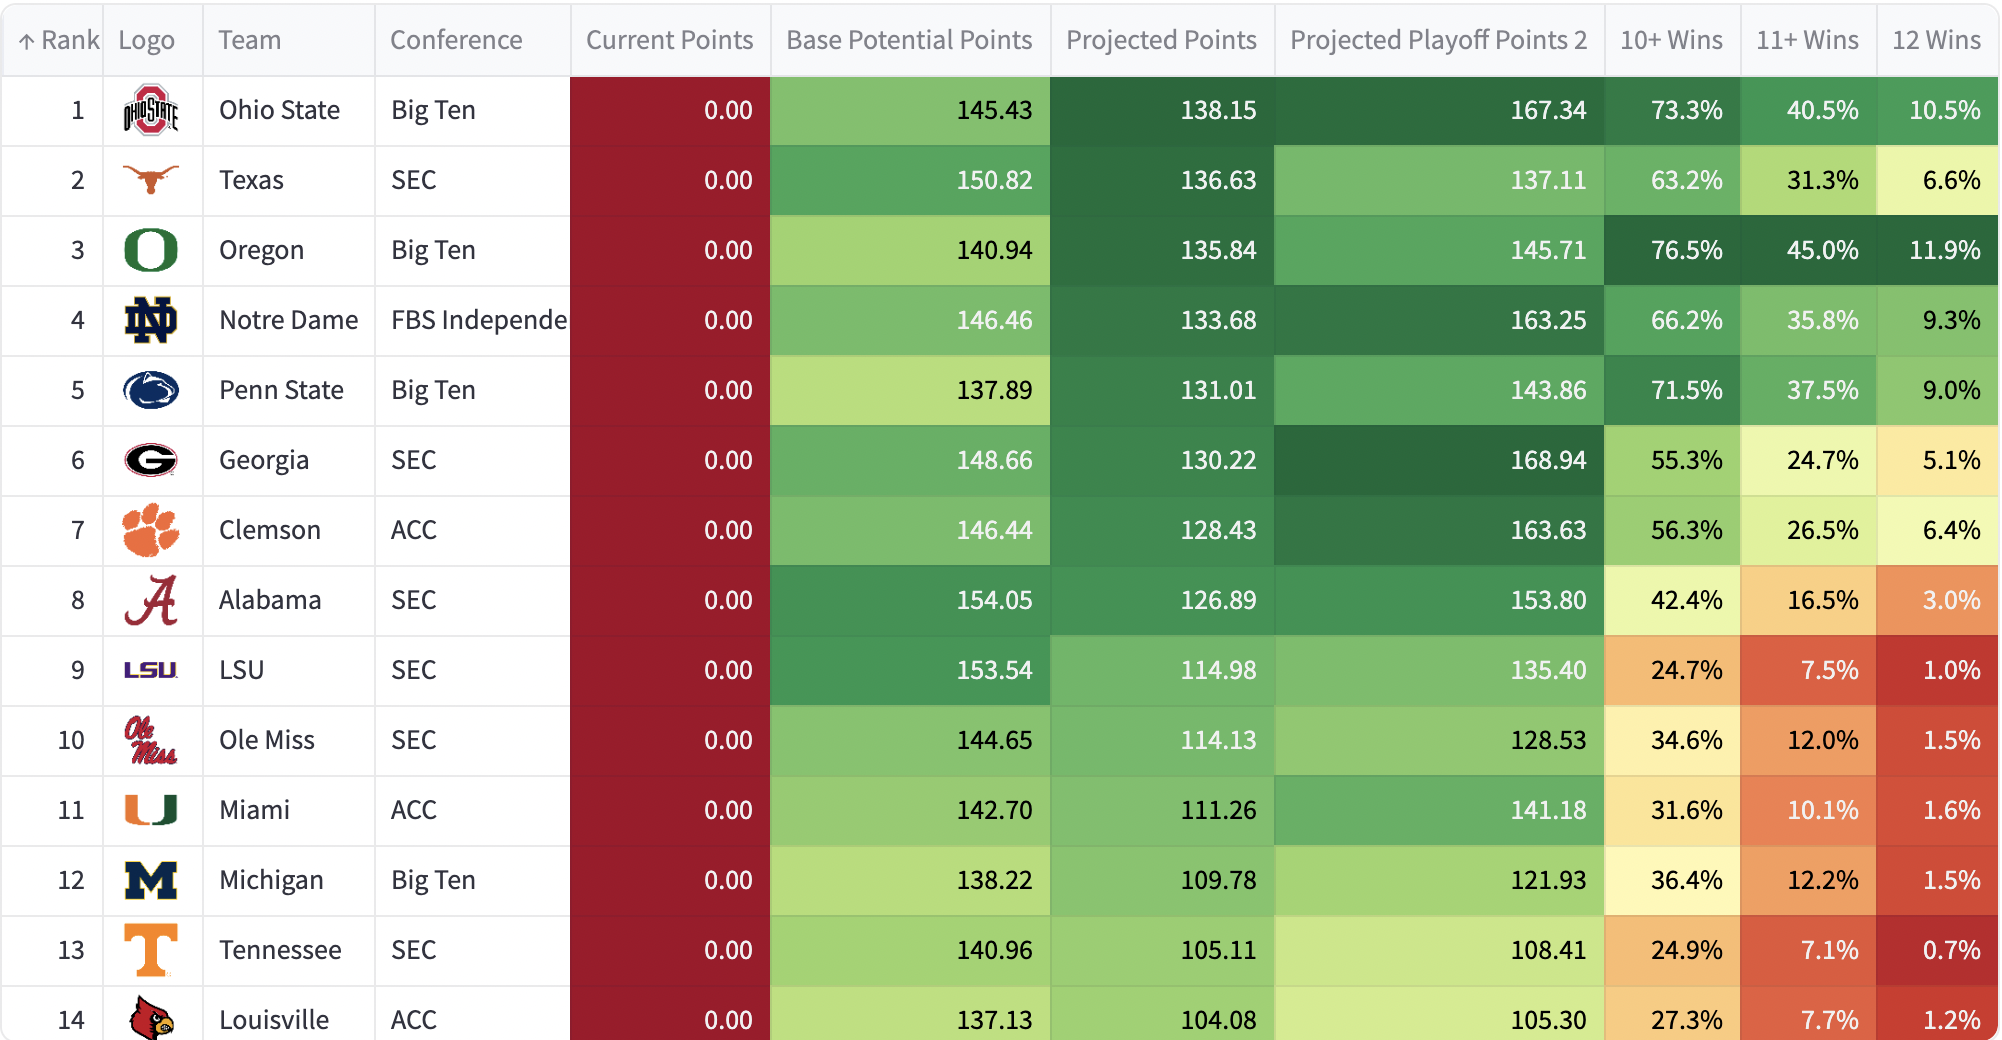 ↑ Rank Logo Team Conference Current Points Base Potential Points Projected Points Projected Playoff Points 2 10+ Wins 11+ Wins 12 Wins
1 OHIO STATE Ohio State Big Ten 0.00 145.43 138.15 167.34 73.3% 40.5% 10.5%
2 Texas SEC 0.00 150.82 136.63 137.11 63.2% 31.3% 6.6%
3 O Oregon Big Ten 0.00 140.94 135.84 145.71 76.5% 45.0% 11.9%
4 ND Notre Dame FBS Independe 0.00 146.46 133.68 163.25 66.2% 35.8% 9.3%
5 Penn State Big Ten 0.00 137.89 131.01 143.86 71.5% 37.5% 9.0%
6 G Georgia SEC 0.00 148.66 130.22 168.94 55.3% 24.7% 5.1%
7 Clemson ACC 0.00 146.44 128.43 163.63 56.3% 26.5% 6.4%
8 A Alabama SEC 0.00 154.05 126.89 153.80 42.4% 16.5% 3.0%
9 LSU LSU SEC 0.00 153.54 114.98 135.40 24.7% 7.5% 1.0%
10 Ole Miss Ole Miss SEC 0.00 144.65 114.13 128.53 34.6% 12.0% 1.5%
11 U Miami ACC 0.00 142.70 111.26 141.18 31.6% 10.1% 1.6%
12 M Michigan Big Ten 0.00 138.22 109.78 121.93 36.4% 12.2% 1.5%
13 T Tennessee SEC 0.00 140.96 105.11 108.41 24.9% 7.1% 0.7%
14 Louisville ACC 0.00 137.13 104.08 105.30 27.3% 7.7% 1.2%